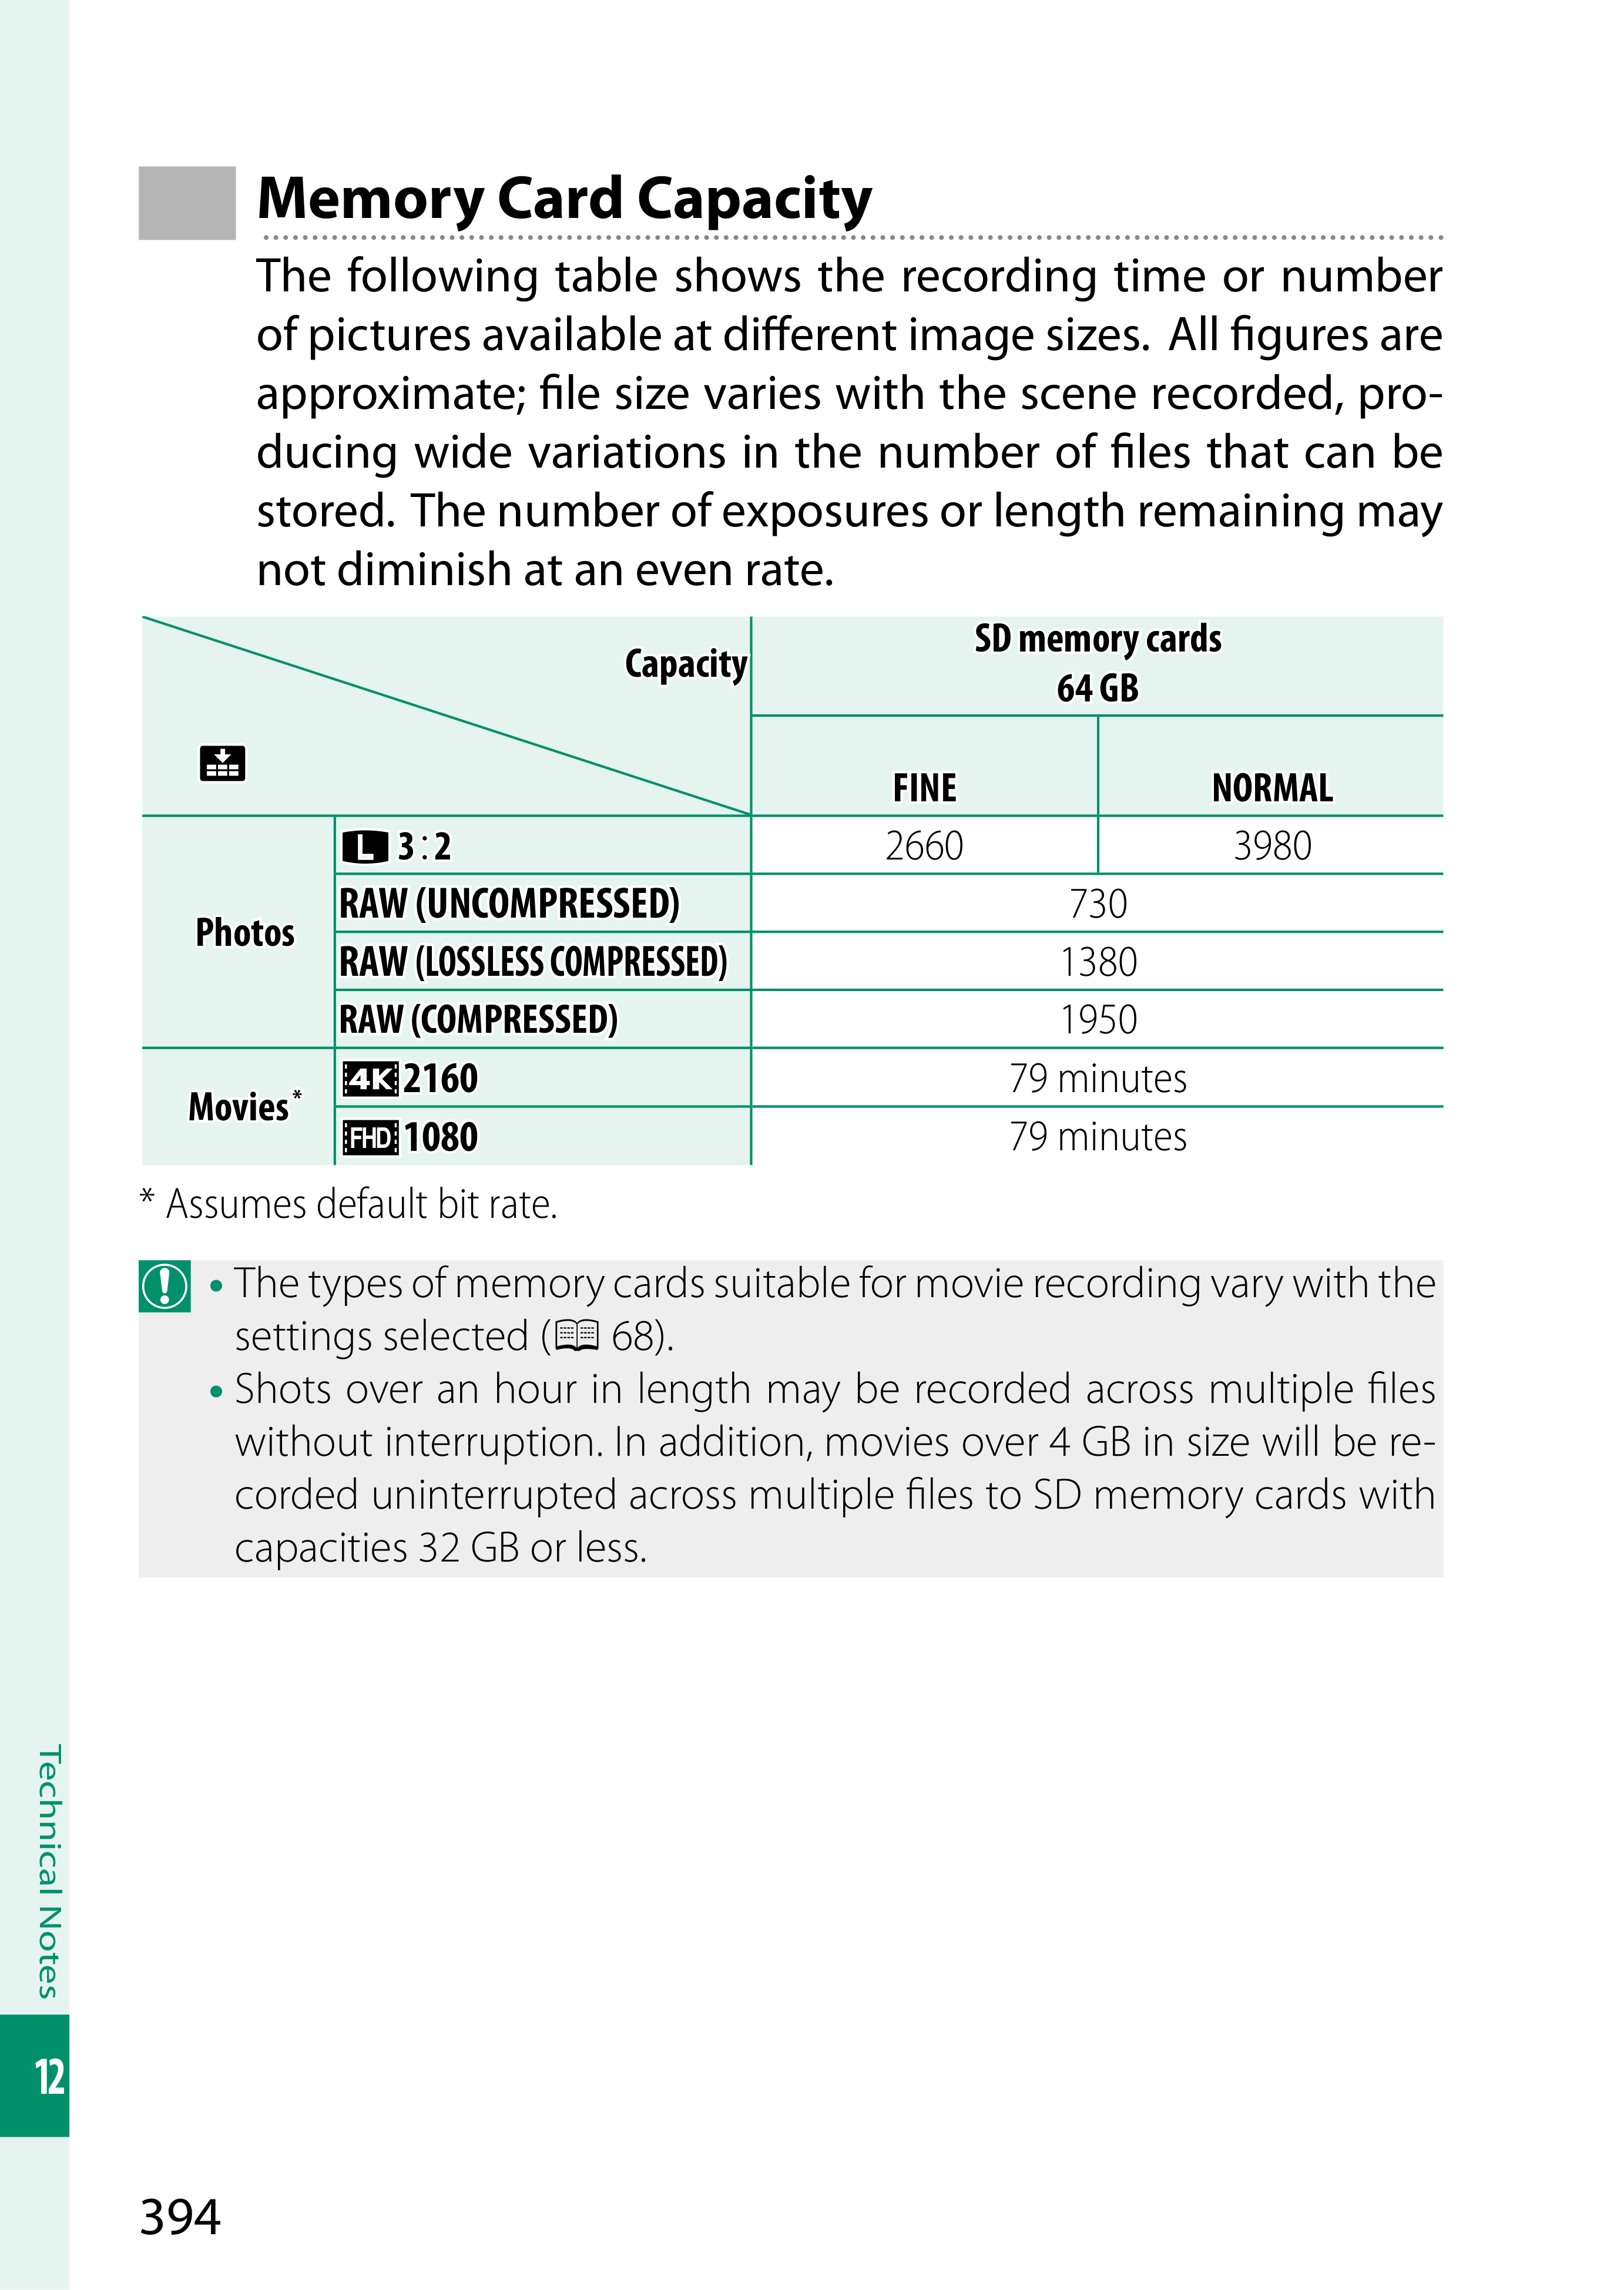 Memory Card Capacity
The following table shows the recording time or number
of pictures available at different image sizes. All figures are
approximate; file size varies with the scene recorded, pro-
ducing wide variations in the number of files that can be
stored. The number of exposures or length remaining may
not diminish at an even rate.
Capacity
SD memory cards
64 GB
FINE NORMAL
Photos
L 3:2 2660 3980
RAW (UNCOMPRESSED) 730
RAW (LOSSLESS COMPRESSED) 1380
RAW (COMPRESSED) 1950
Movies*
4K 2160 79 minutes
FHD 1080 79 minutes
* Assumes default bit rate.
• The types of memory cards suitable for movie recording vary with the
settings selected (68).
• Shots over an hour in length may be recorded across multiple files
without interruption. In addition, movies over 4 GB in size will be re-
corded uninterrupted across multiple files to SD memory cards with
capacities 32 GB or less.
Technical Notes
12
394